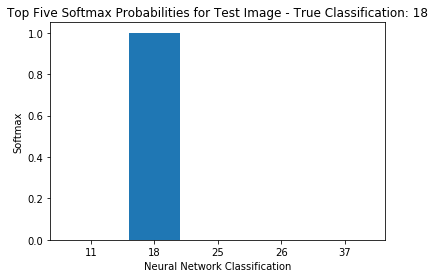 Top Five Softmax Probabilities for Test Image - True Classification: 18
1.0
0.8
0.6
0.4
0.2
0.0
Softmax
11 18 25 26 37
Neural Network Classification